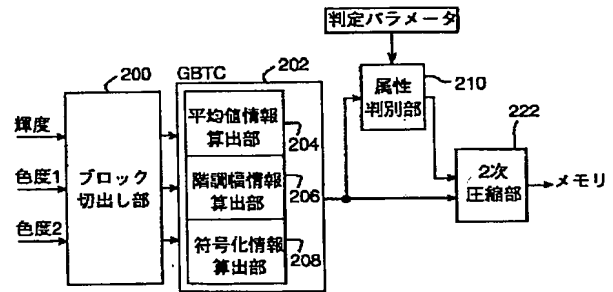 判定パラメータ
200
GBTC
202
210
属性
判別部
222
輝度
色度1
色度2
ブロック
切出し部
平均値情報
算出部
204
階調幅情報
算出部
206
符号化情報
算出部
208
2次
圧縮部
メモリ